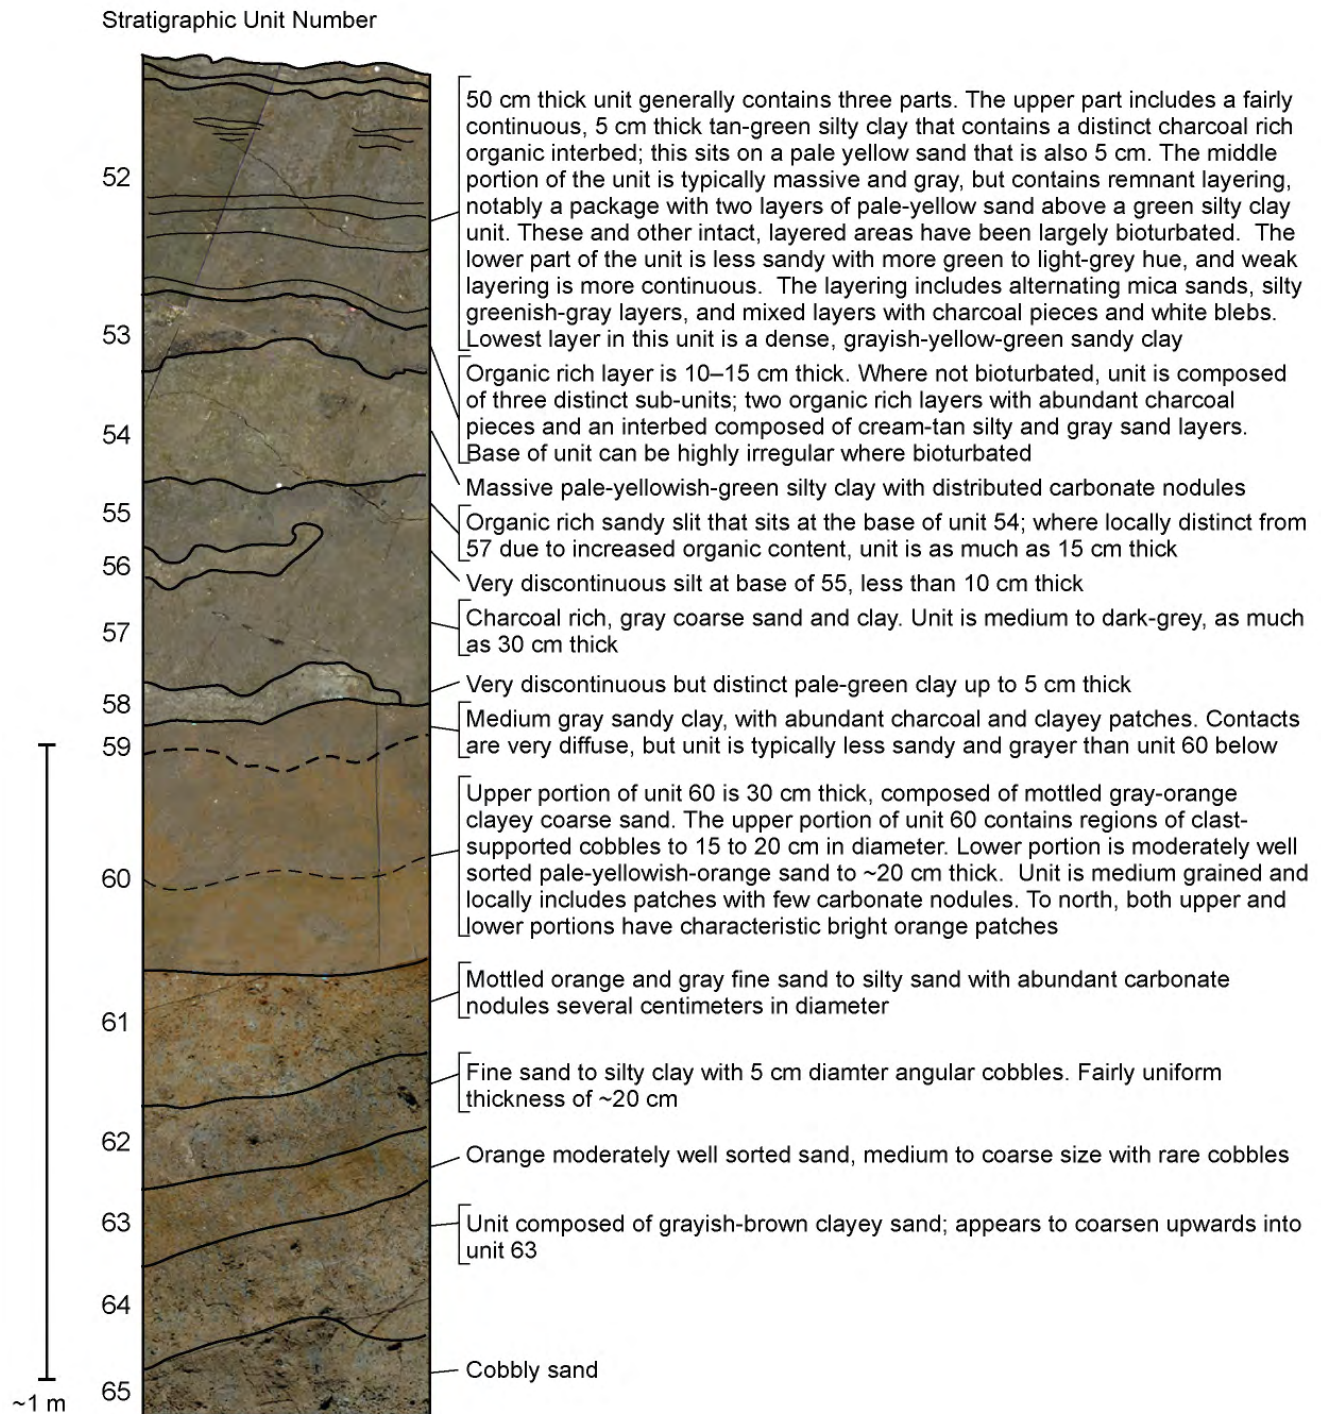 Stratigraphic Unit Number
52
50 cm thick unit generally contains three parts. The upper part includes a fairly
continuous, 5 cm thick tan-green silty clay that contains a distinct charcoal rich
organic interbed; this sits on a pale yellow sand that is also 5 cm. The middle
portion of the unit is typically massive and gray, but contains remnant layering,
notably a package with two layers of pale-yellow sand above a green silty clay
unit. These and other intact, layered areas have been largely bioturbated. The
lower part of the unit is less sandy with more green to light-grey hue, and weak
layering is more continuous. The layering includes alternating mica sands, silty
greenish-gray layers, and mixed layers with charcoal pieces and white blebs.
Lowest layer in this unit is a dense, grayish-yellow-green sandy clay
53
Organic rich layer is 10–15 cm thick. Where not bioturbated, unit is composed
of three distinct sub-units; two organic rich layers with abundant charcoal
pieces and an interbed composed of cream-tan silty and gray sand layers.
Base of unit can be highly irregular where bioturbated
54
Massive pale-yellowish-green silty clay with distributed carbonate nodules
55
Organic rich sandy slit that sits at the base of unit 54; where locally distinct from
57 due to increased organic content, unit is as much as 15 cm thick
56
Very discontinuous silt at base of 55, less than 10 cm thick
57
Charcoal rich, gray coarse sand and clay. Unit is medium to dark-grey, as much
as 30 cm thick
58
Very discontinuous but distinct pale-green clay up to 5 cm thick
59
Medium gray sandy clay, with abundant charcoal and clayey patches. Contacts
are very diffuse, but unit is typically less sandy and grayer than unit 60 below
60
Upper portion of unit 60 is 30 cm thick, composed of mottled gray-orange
clayey coarse sand. The upper portion of unit 60 contains regions of clast-
supported cobbles to 15 to 20 cm in diameter. Lower portion is moderately well
sorted pale-yellowish-orange sand to ~20 cm thick. Unit is medium grained and
locally includes patches with few carbonate nodules. To north, both upper and
lower portions have characteristic bright orange patches
61
Mottled orange and gray fine sand to silty sand with abundant carbonate
nodules several centimeters in diameter
62
Fine sand to silty clay with 5 cm diamter angular cobbles. Fairly uniform
thickness of ~20 cm
63
Orange moderately well sorted sand, medium to coarse size with rare cobbles
64
Unit composed of grayish-brown clayey sand; appears to coarsen upwards into
unit 63
65
Cobbly sand
~1 m